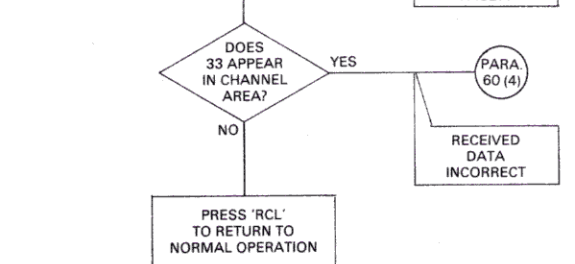 DOES
33 APPEAR
IN CHANNEL
AREA?
YES
PARA.
60 (4)
RECEIVED
DATA
INCORRECT
NO
PRESS 'RCL'
TO RETURN TO
NORMAL OPERATION